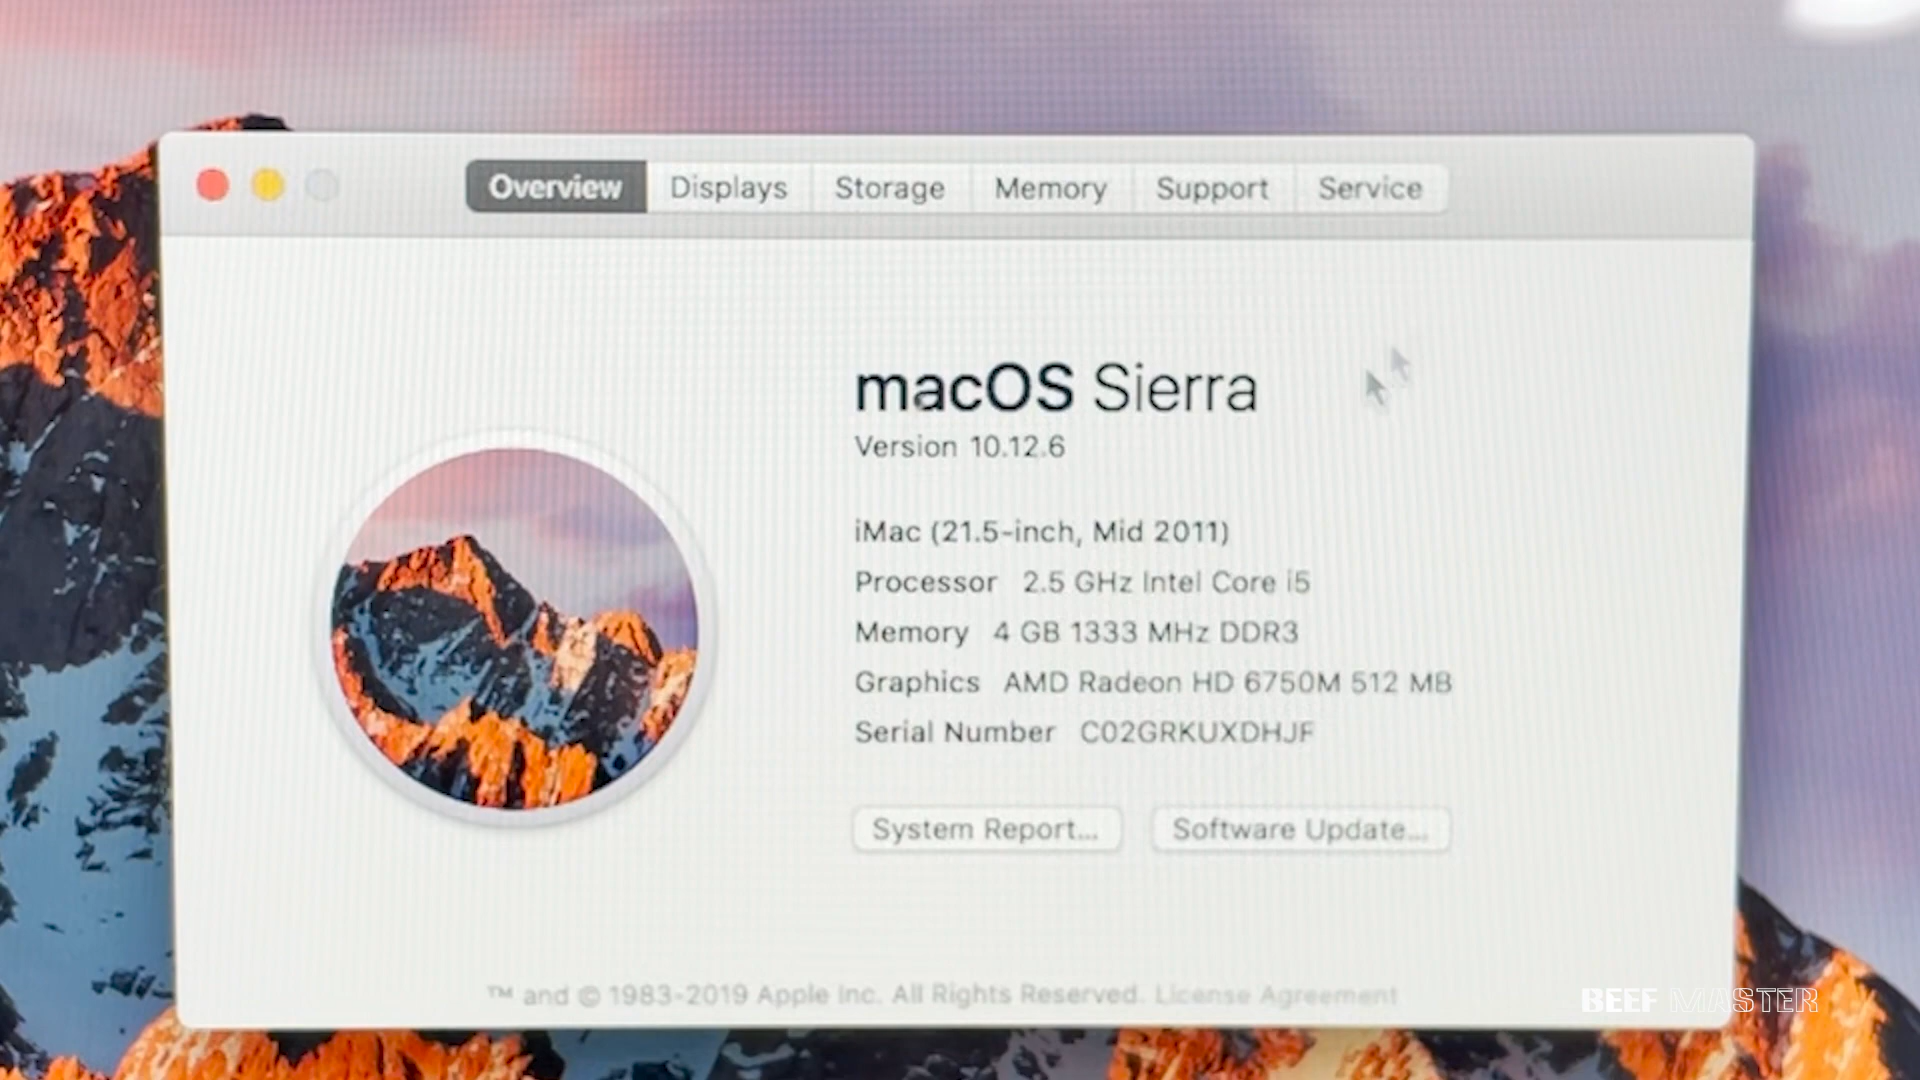 Overview Displays Storage Memory Support Service
macOS Sierra
Version 10.12.6
iMac (21.5-inch, Mid 2011)
Processor 2.5 GHz Intel Core i5
Memory 4 GB 1333 MHz DDR3
Graphics AMD Radeon HD 6750M 512 MB
Serial Number C02GRKUXDHJF
System Report... Software Update...
™ and © 1983-2019 Apple Inc. All Rights Reserved. License Agreement
BEEF MASTER